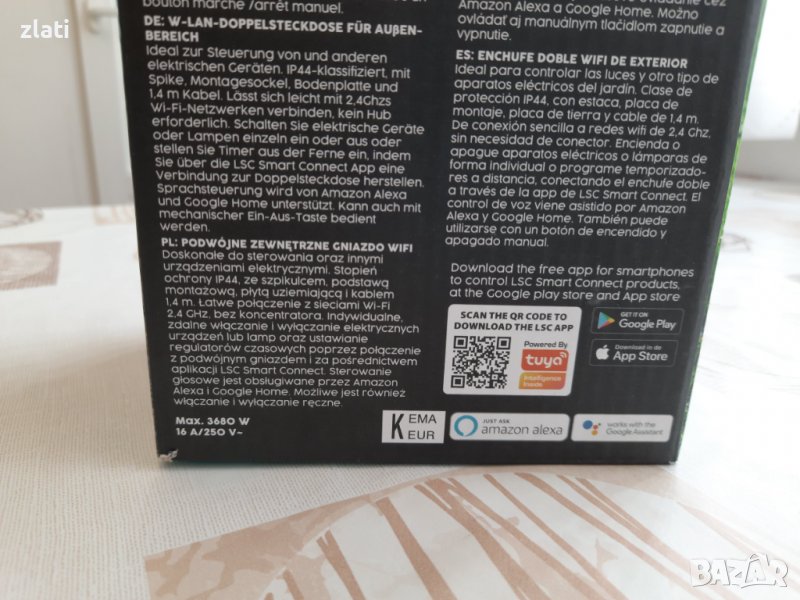 zlati
bouton marche /arrêt manuel.
DE: W-LAN-DOPPELSTECKDOSE FÜR AUßEN-
BEREICH
Ideal zur Steuerung von und anderen
elektrischen Geräten. IP44-klassifiziert, mit
Spike, Montagesockel, Bodenplatte und
1,4 m Kabel. Lässt sich leicht mit 2,4Ghzs
Wi-Fi-Netzwerken verbinden, kein Hub
erforderlich. Schalten Sie elektrische Geräte
oder Lampen einzeln ein oder aus oder
stellen Sie Timer aus der Ferne ein, indem
Sie über die LSC Smart Connect App eine
Verbindung zur Doppelsteckdose herstellen.
Sprachsteuerung wird von Amazon Alexa
und Google Home unterstützt. Kann auch mit
mechanischer Ein-Aus-Taste bedient
werden.
PL: PODWÓJNE ZEWNĘTRZNE GNIAZDO WIFI
Doskonałe do sterowania oraz innymi
urządzeniami elektrycznymi. Stopień
ochrony IP44, ze szpikulcem, podstawą
montażową, płytą uziemiającą i kablem
1,4 m. Łatwe połączenie z sieciami Wi-Fi
2,4 GHz, bez koncentratora. Indywidualne,
zdalne włączanie i wyłączanie elektrycznych
urządzeń lub lamp oraz ustawianie
regulatorów czasowych poprzez połączenie
z podwójnym gniazdem i za pośrednictwem
aplikacji LSC Smart Connect. Sterowanie
głosowe jest obsługiwane przez Amazon
Alexa i Google Home. Możliwe jest również
włączanie i wyłączanie ręczne.
Max. 3680 W
16 A/250 V~
Amazon Alexa a Google Home. Možno
ovládať aj manuálnym tlačidlom zapnutie a
vypnutie.
ES: ENCHUFE DOBLE WIFI DE EXTERIOR
Ideal para controlar las luces y otro tipo de
aparatos eléctricos del jardín. Clase de
protección IP44, con estaca, placa de
montaje, placa de tierra y cable de 1,4 m.
De conexión sencilla a redes wifi de 2,4 Ghz,
sin necesidad de conector. Encienda o
apague aparatos eléctricos o lámparas de
forma individual o programe temporizado-
res a distancia, conectando el enchufe doble
a través de la app de LSC Smart Connect. El
control de voz viene asistido por Amazon
Alexa y Google Home. También puede
utilizarse con un botón de encendido y
apagado manual.
Download the free app for smartphones
to control LSC Smart Connect products,
at the Google play store and App store
SCAN THE QR CODE TO
DOWNLOAD THE LSC APP
Powered By
tuya
Intelligence
Inside
GET IT ON
Google Play
Download in de
App Store
K EMA
EUR
JUST ASK
amazon alexa
works with the
Google Assistant
BAZAR